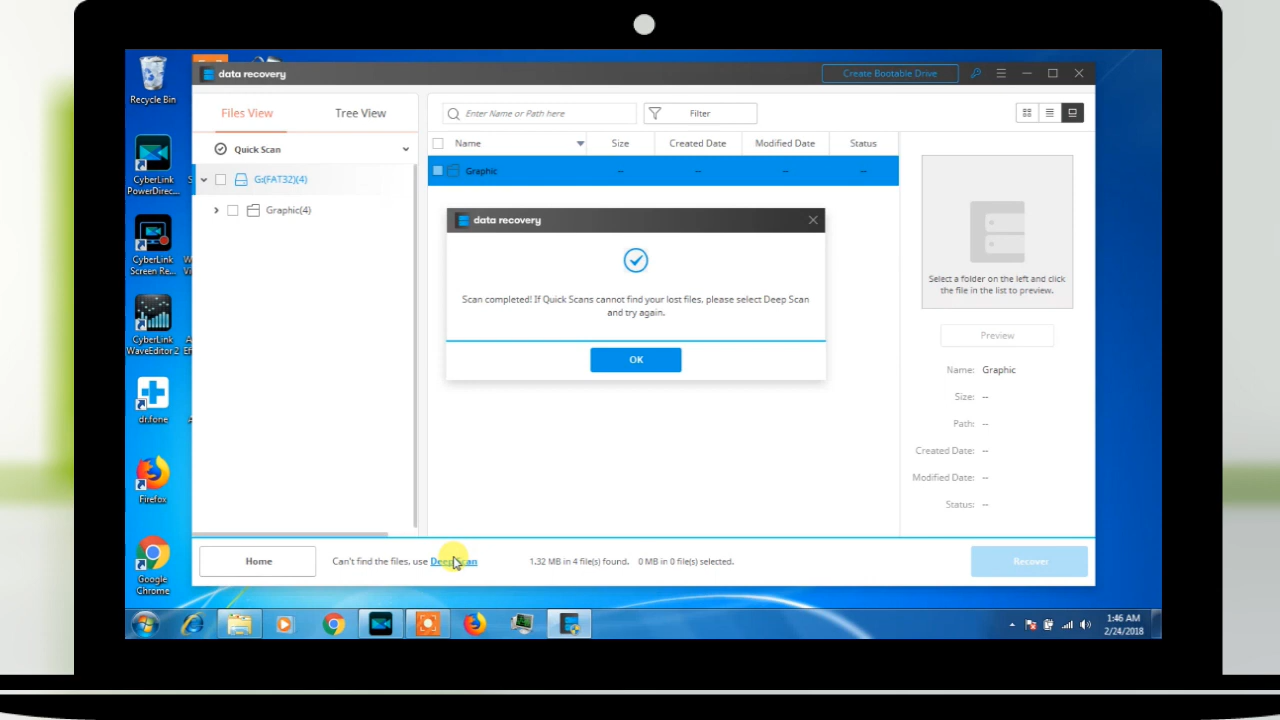 data recovery
Create Bootable Drive
Recycle Bin
Files View
Tree View
Enter Name or Path here
Filter
Name
Size
Created Date
Modified Date
Status
Quick Scan
Graphic
--
--
--
--
G:(FAT32)(4)
Graphic(4)
CyberLink
PowerDirec...
data recovery
Scan completed! If Quick Scans cannot find your lost files, please select Deep Scan
and try again.
OK
Select a folder on the left and click
the file in the list to preview.
Preview
Name: Graphic
Size: --
Path: --
Created Date: --
Modified Date: --
Status: --
CyberLink
Screen Re...
CyberLink
WaveEditor 2
dr.fone
Firefox
Google
Chrome
Home
Can't find the files, use Deep Scan
1.32 MB in 4 file(s) found. 0 MB in 0 file(s) selected.
Recover
1:46 AM
2/24/2018